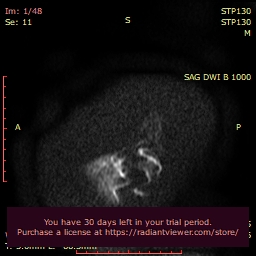 Im: 1/48
Se: 11
S
STP130
STP130
M
SAG DWI B 1000
A
P
You have 30 days left in your trial period.
Purchase a license at https://radiantviewer.com/store/